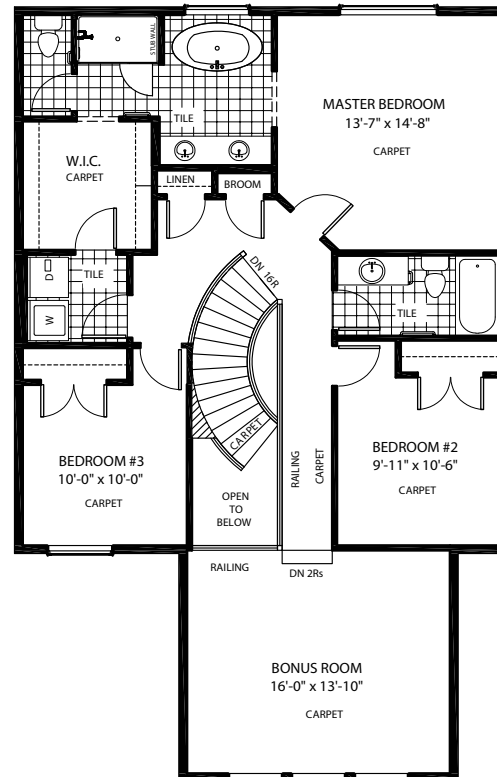 STUB WALL
TILE
MASTER BEDROOM
13'-7" x 14'-8"
CARPET
W.I.C.
CARPET
LINEN
BROOM
D
TILE
W
DN 16R
TILE
CARPET
RAILING
CARPET
BEDROOM #3
10'-0" x 10'-0"
CARPET
BEDROOM #2
9'-11" x 10'-6"
CARPET
OPEN
TO
BELOW
RAILING
DN 2Rs
BONUS ROOM
16'-0" x 13'-10"
CARPET